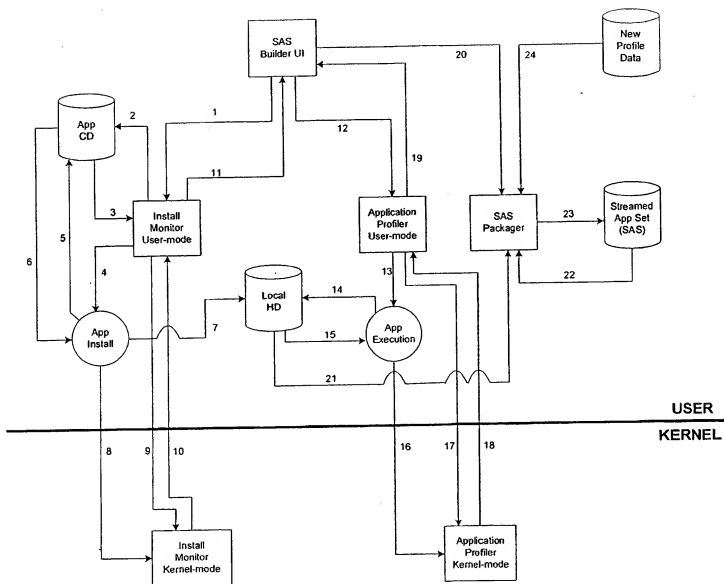 SAS
Builder UI
20
24
New
Profile
Data
App
CD
2
1
12
11
19
3
Install
Monitor
User-mode
Application
Profiler
User-mode
SAS
Packager
23
Streamed
App Set
(SAS)
6
5
4
13
22
Local
HD
14
App
Install
7
15
App
Execution
21
USER
KERNEL
8
9
10
16
17
18
Install
Monitor
Kernel-mode
Application
Profiler
Kernel-mode